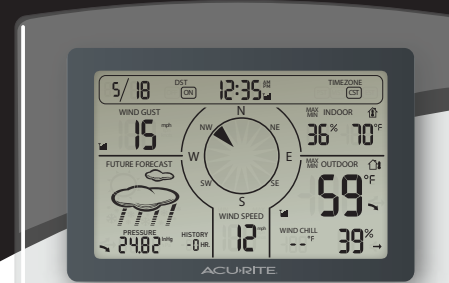 5/18 DST ON 12:35 AM PM TIMEZONE CST
WIND GUST
15 mph
N
NW NE
W E
SW SE
S
MAX MIN INDOOR
36% 70°F
FUTURE FORECAST
MAX MIN OUTDOOR
59°F
PRESSURE
24.82 inHg
HISTORY
-0 HR.
WIND SPEED
12 mph
WIND CHILL
--°F 39%
ACURITE